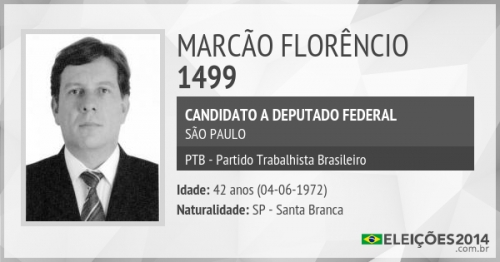 MARCÃO FLORÊNCIO
1499
CANDIDATO A DEPUTADO FEDERAL
SÃO PAULO
PTB - Partido Trabalhista Brasileiro
Idade: 42 anos (04-06-1972)
Naturalidade: SP - Santa Branca
ELEIÇÕES2014
.com.br